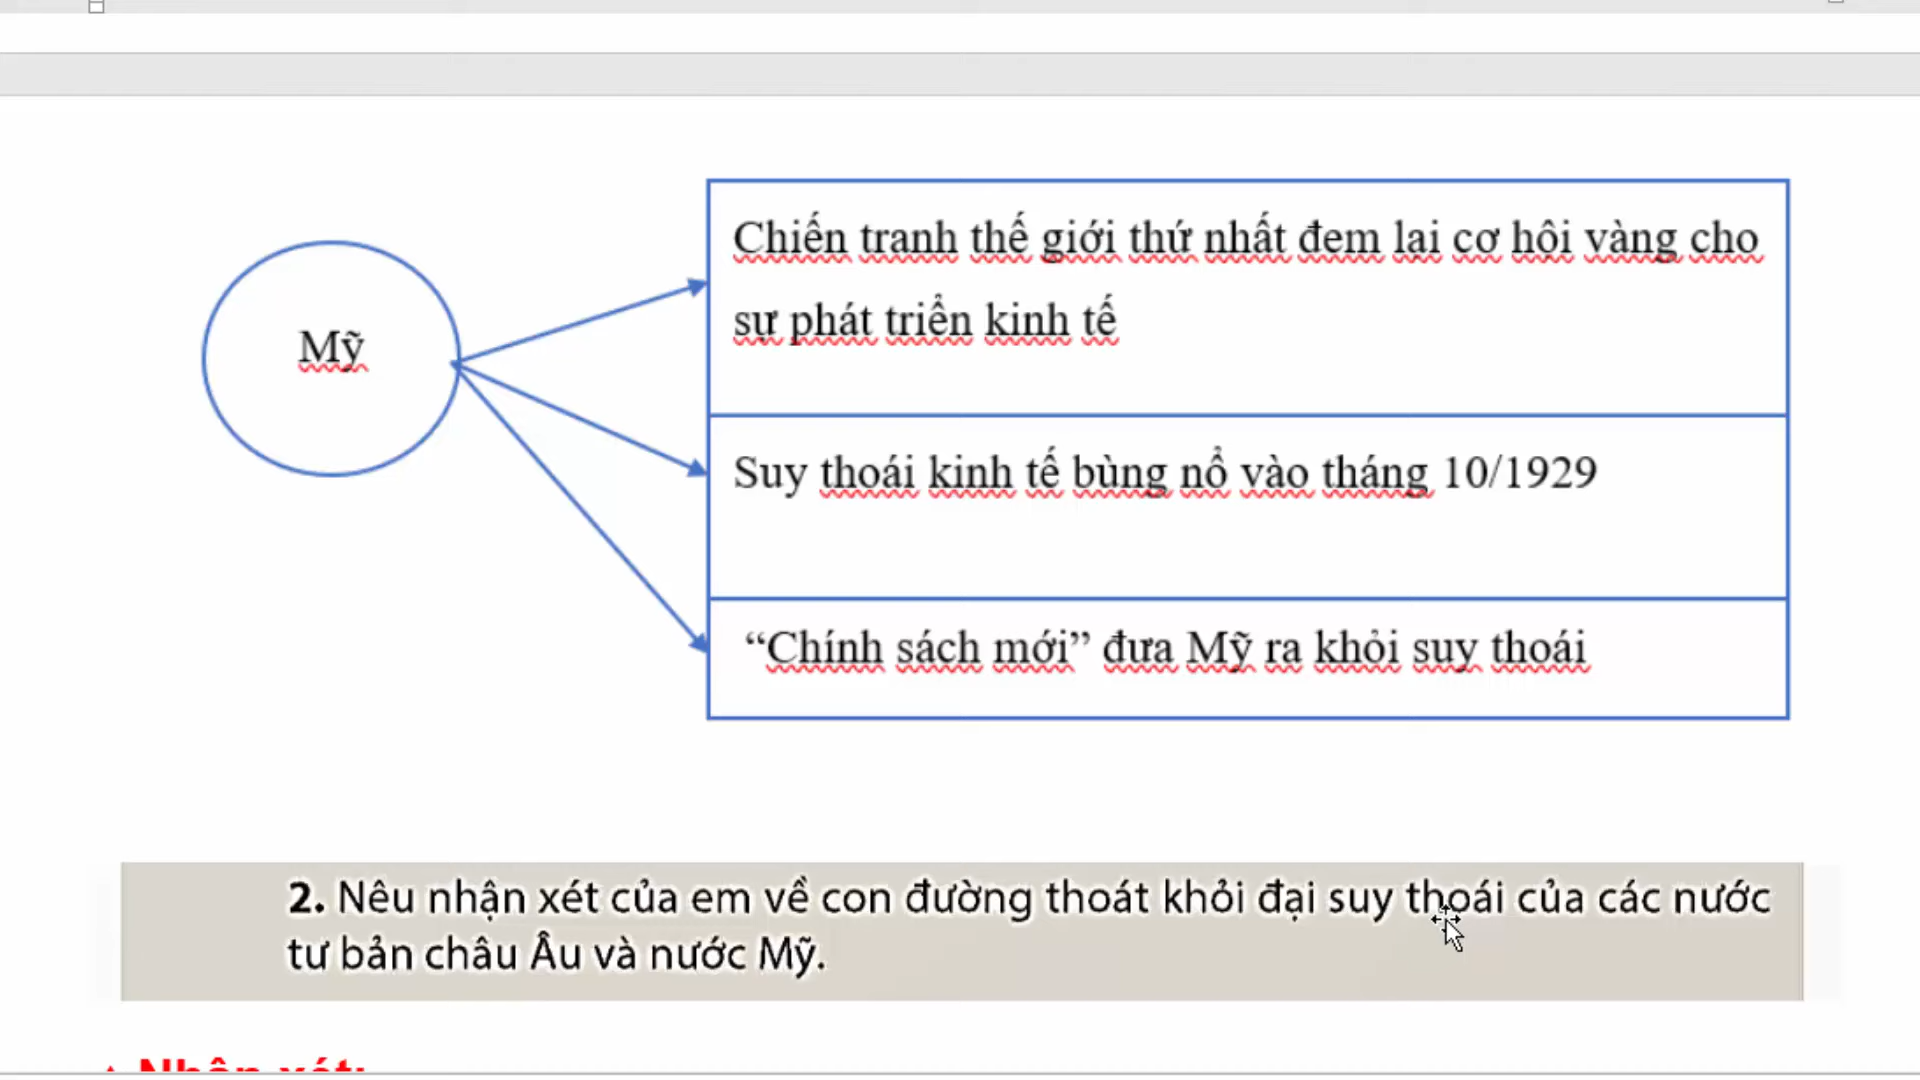 Mỹ
Chiến tranh thế giới thứ nhất đem lại cơ hội vàng cho
sự phát triển kinh tế
Suy thoái kinh tế bùng nổ vào tháng 10/1929
“Chính sách mới” đưa Mỹ ra khỏi suy thoái
2. Nêu nhận xét của em về con đường thoát khỏi đại suy thoái của các nước
tư bản châu Âu và nước Mỹ.
Nhận xét: